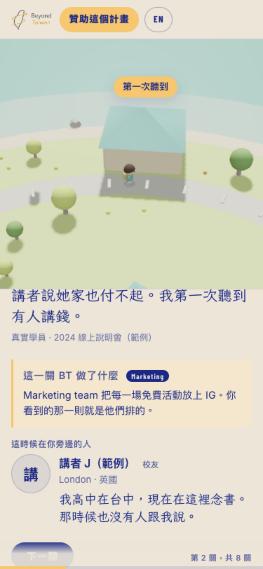 Beyond
Taiwan
贊助這個計畫
EN
第一次聽到
講者說她家也付不起。我第一次聽到
有人講錢。
真實學員 · 2024 線上說明會（範例）
這一關 BT 做了什麼
Marketing
Marketing team 把每一場免費活動放上 IG。你
看到的那一則就是他們排的。
這時候在你旁邊的人
講
講者 J（範例）
校友
London · 英國
我高中在台中，現在在這裡念書。
那時候也沒有人跟我說。
下一關
第 2 關，共 8 關